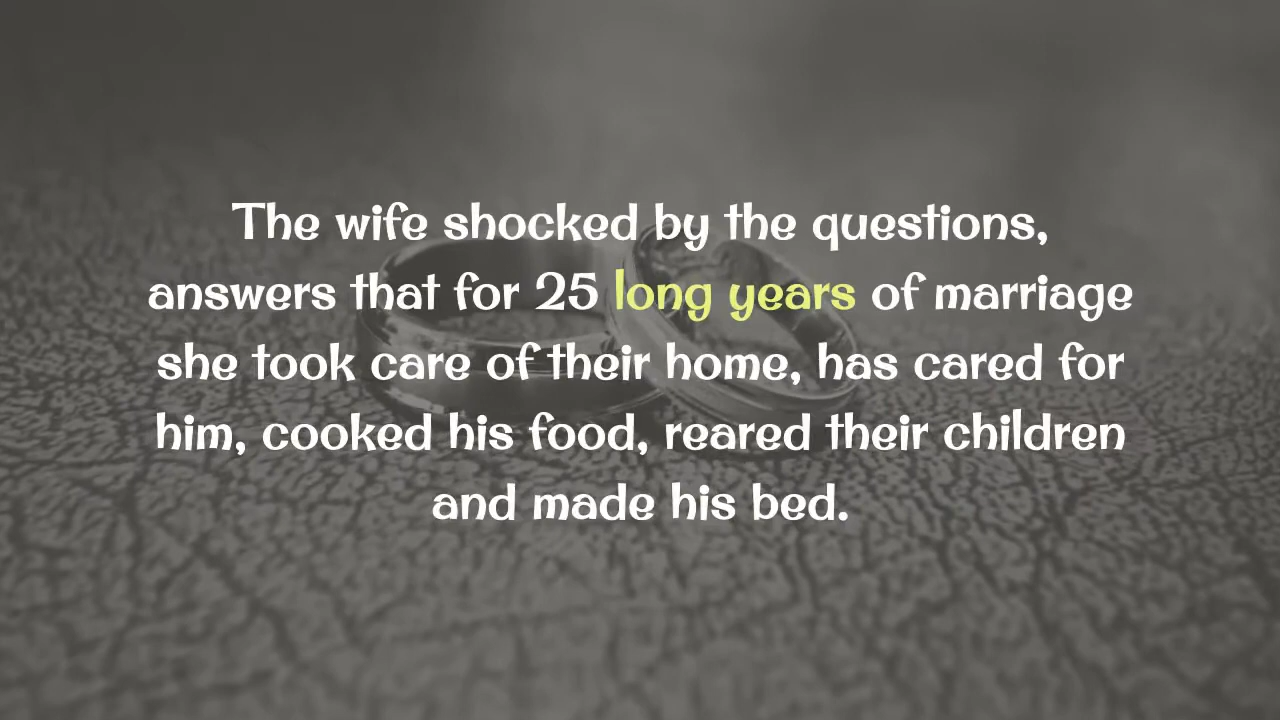 The wife shocked by the questions,
answers that for 25 long years of marriage
she took care of their home, has cared for
him, cooked his food, reared their children
and made his bed.